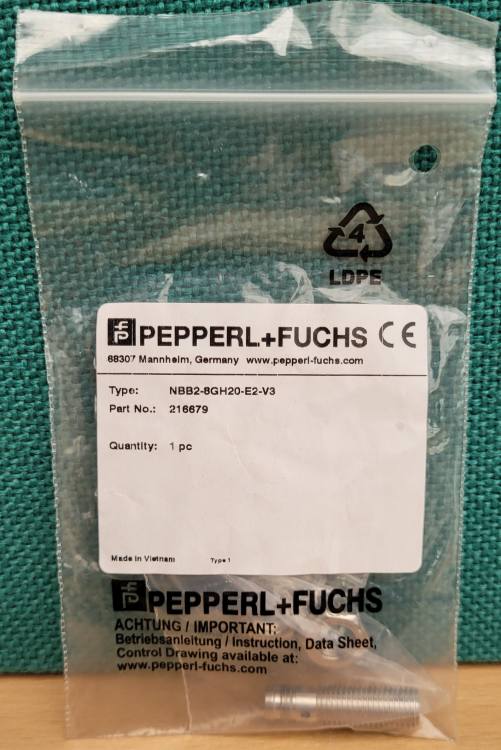 4
LDPE
PEPPERL+FUCHS CE
68307 Mannheim, Germany www.pepperl-fuchs.com
Type: NBB2-8GH20-E2-V3
Part No.: 216679
Quantity: 1 pc
Made in Vietnam Type 1
PEPPERL+FUCHS
ACHTUNG / IMPORTANT:
Betriebsanleitung / Instruction, Data Sheet,
Control Drawing available at:
www.pepperl-fuchs.com